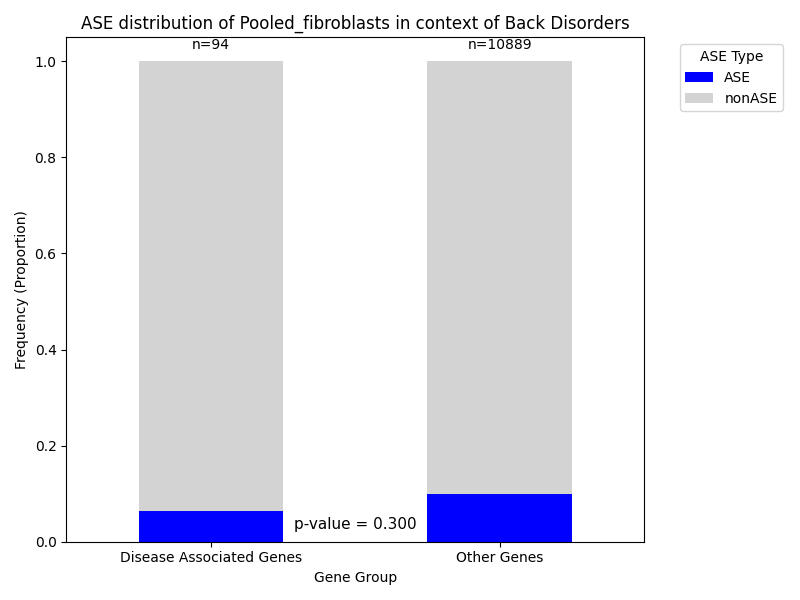 ASE distribution of Pooled_fibroblasts in context of Back Disorders
n=94
n=10889
ASE Type
ASE
nonASE
Frequency (Proportion)
1.0
0.8
0.6
0.4
0.2
0.0
p-value = 0.300
Disease Associated Genes
Other Genes
Gene Group